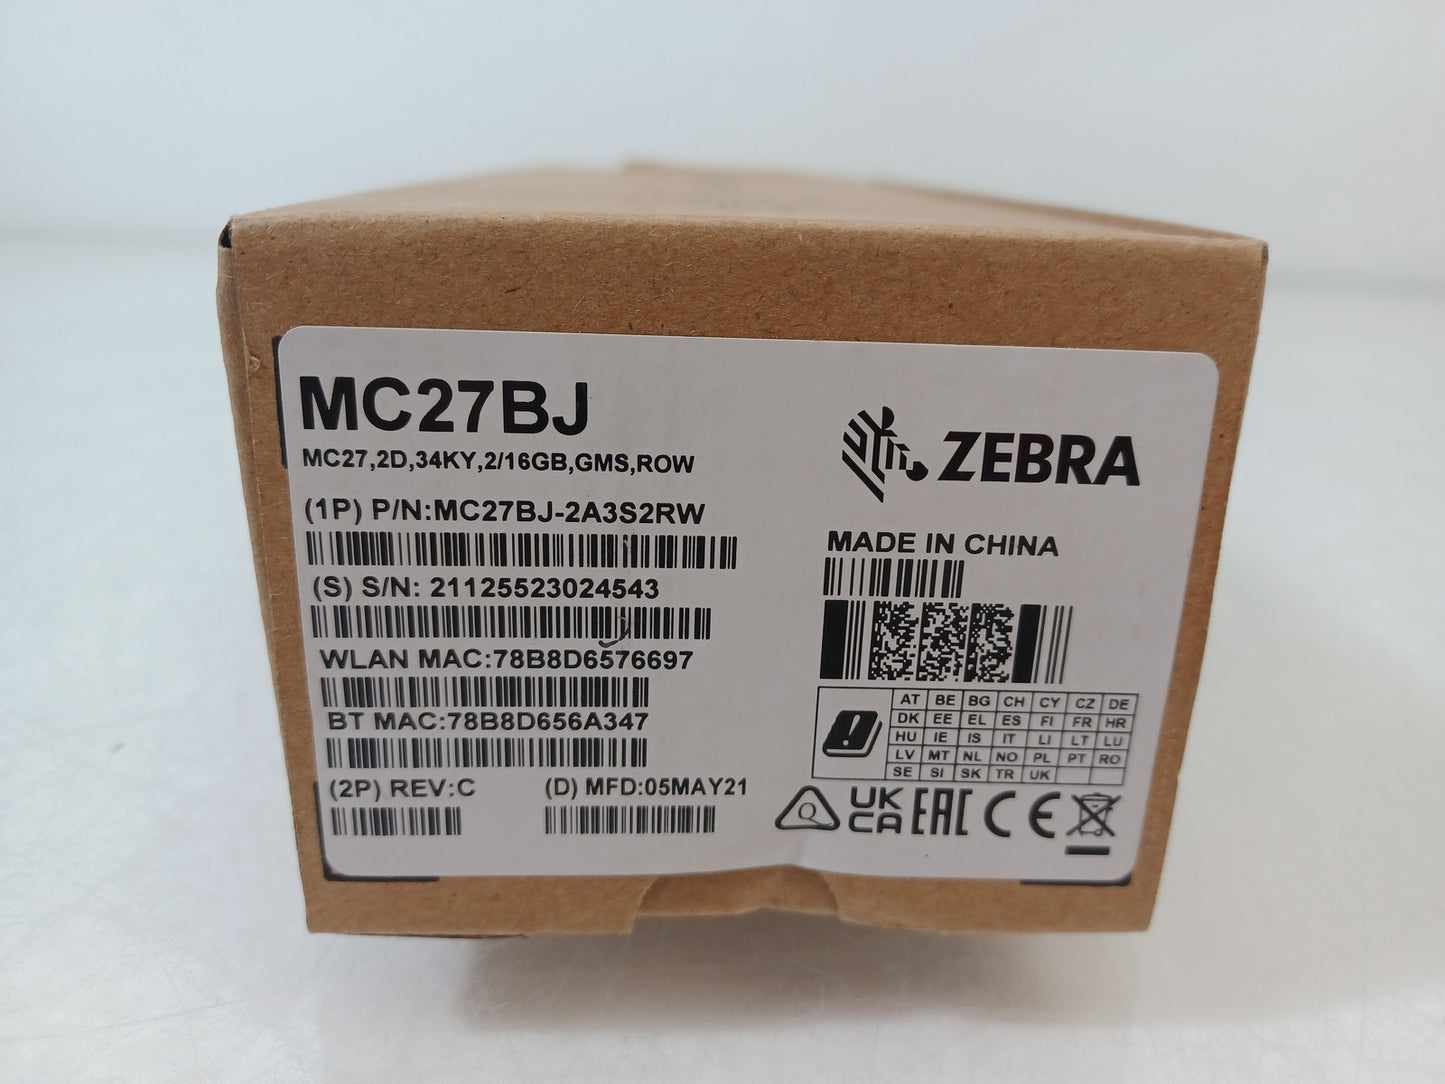 MC27BJ
MC27,2D,34KY,2/16GB,GMS,ROW
(1P) P/N:MC27BJ-2A3S2RW
(S) S/N: 21125523024543
WLAN MAC:78B8D6576697
BT MAC:78B8D656A347
(2P) REV:C
(D) MFD:05MAY21
ZEBRA
MADE IN CHINA
AT BE BG CH CY CZ DE
DK EE EL ES FI FR HR
HU IE IS IT LI LT LU
LV MT NL NO PL PT RO
SE SI SK TR UK
Q UK CA EAC CE